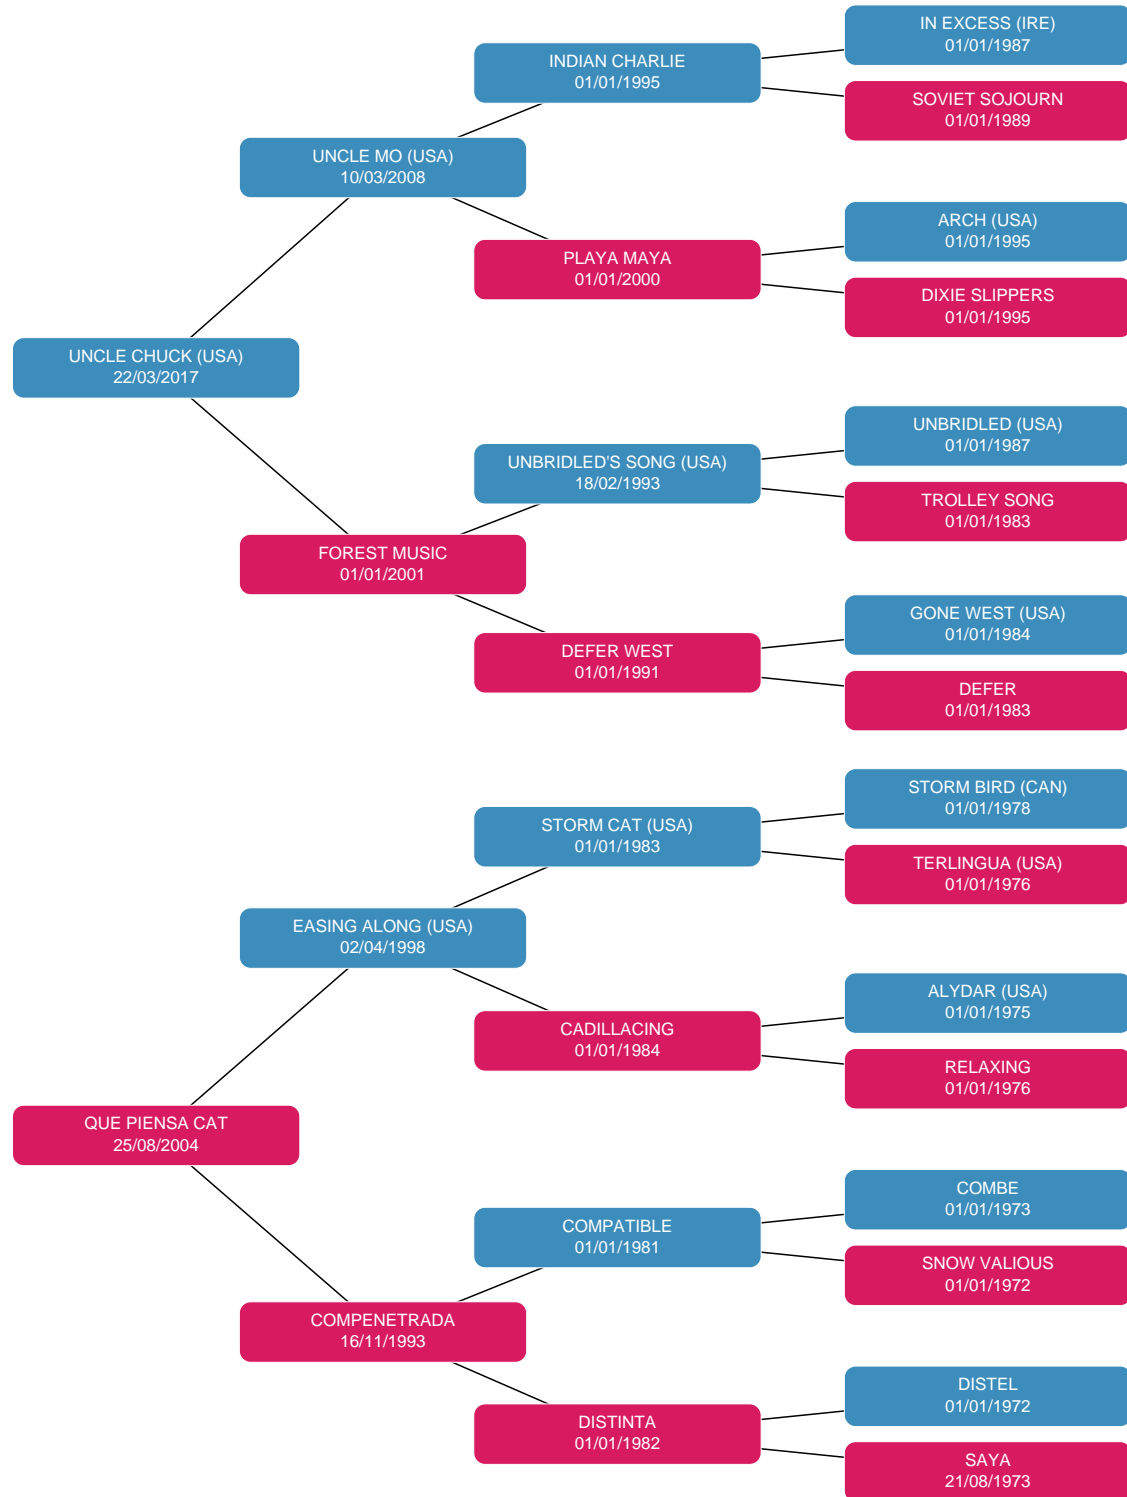 IN EXCESS (IRE)
01/01/1987
INDIAN CHARLIE
01/01/1995
SOVIET SOJOURN
01/01/1989
UNCLE MO (USA)
10/03/2008
ARCH (USA)
01/01/1995
PLAYA MAYA
01/01/2000
DIXIE SLIPPERS
01/01/1995
UNCLE CHUCK (USA)
22/03/2017
UNBRIDLED (USA)
01/01/1987
UNBRIDLED'S SONG (USA)
18/02/1993
TROLLEY SONG
01/01/1983
FOREST MUSIC
01/01/2001
GONE WEST (USA)
01/01/1984
DEFER WEST
01/01/1991
DEFER
01/01/1983
STORM BIRD (CAN)
01/01/1978
STORM CAT (USA)
01/01/1983
TERLINGUA (USA)
01/01/1976
EASING ALONG (USA)
02/04/1998
ALYDAR (USA)
01/01/1975
CADILLACING
01/01/1984
RELAXING
01/01/1976
QUE PIENSA CAT
25/08/2004
COMBE
01/01/1973
COMPATIBLE
01/01/1981
SNOW VALIOUS
01/01/1972
COMPENETRADA
16/11/1993
DISTEL
01/01/1972
DISTINTA
01/01/1982
SAYA
21/08/1973